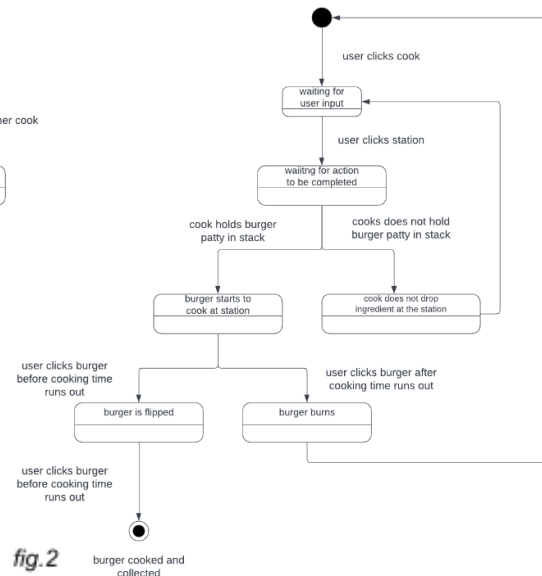 user clicks cook
waiting for
user input
ner cook
user clicks station
waiitng for action
to be completed
cook holds burger
patty in stack
cooks does not hold
burger patty in stack
burger starts to
cook at station
cook does not drop
ingredient at the station
user clicks burger
before cooking time
runs out
user clicks burger after
cooking time runs out
burger is flipped
burger burns
user clicks burger
before cooking time
runs out
fig.2
burger cooked and
collected